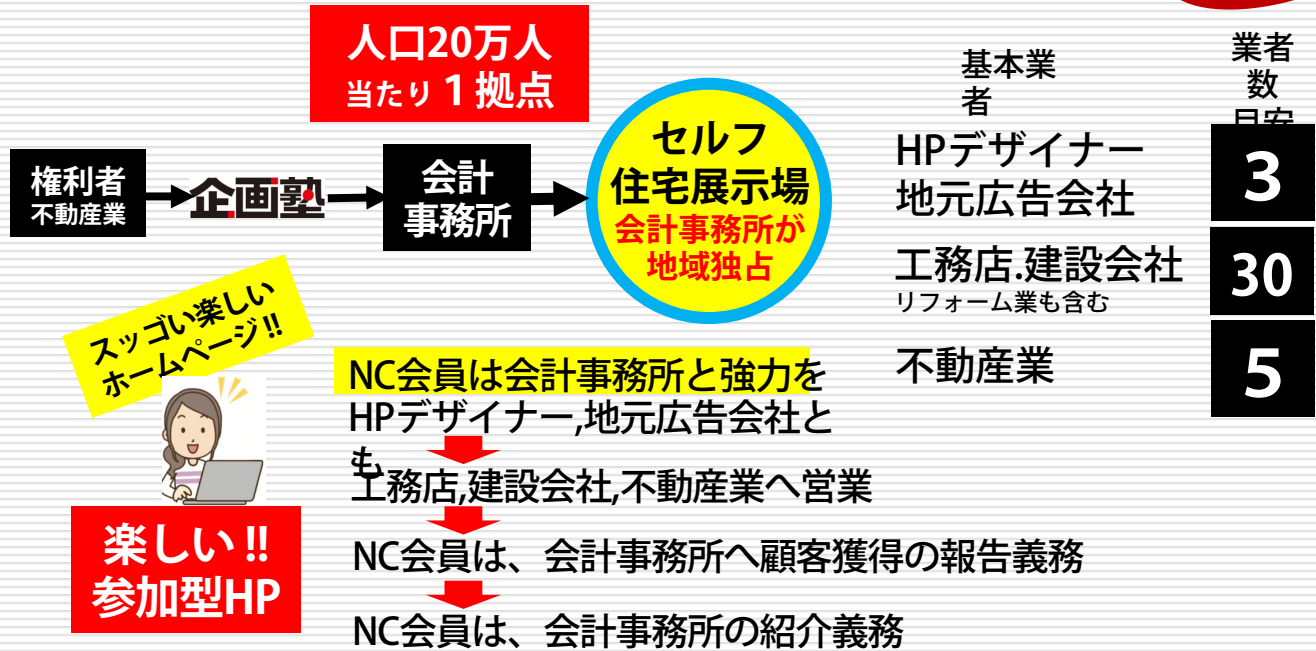 人口20万人
当たり１拠点
基本業
者
業者
数
目安
権利者
不動産業
企画塾
会計
事務所
セルフ
住宅展示場
会計事務所が
地域独占
HPデザイナー
地元広告会社
3
工務店.建設会社
リフォーム業も含む
30
不動産業
5
スッゴい楽しい
ホームページ!!
NC会員は会計事務所と強力を
HPデザイナー,地元広告会社と
も
工務店,建設会社,不動産業へ営業
NC会員は、会計事務所へ顧客獲得の報告義務
NC会員は、会計事務所の紹介義務
楽しい!!
参加型HP